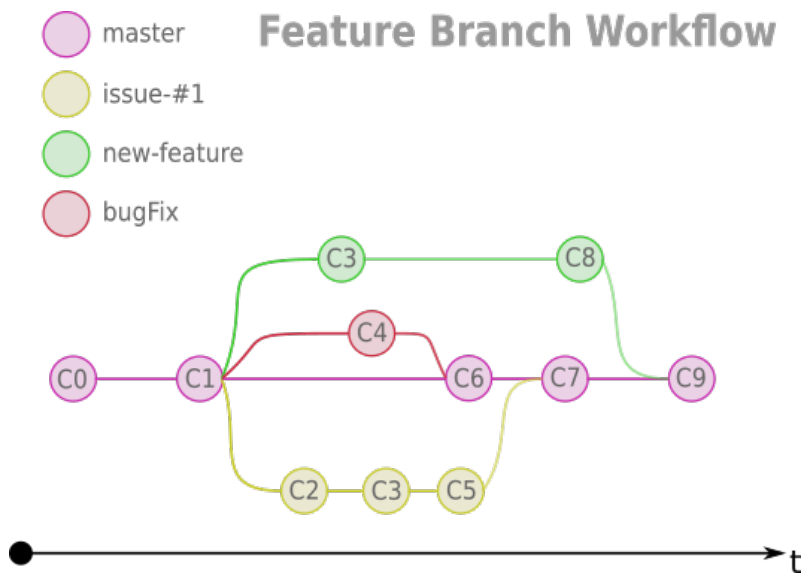 Feature Branch Workflow
master
issue-#1
new-feature
bugFix
C3
C8
C4
C0
C1
C6
C7
C9
C2
C3
C5
t